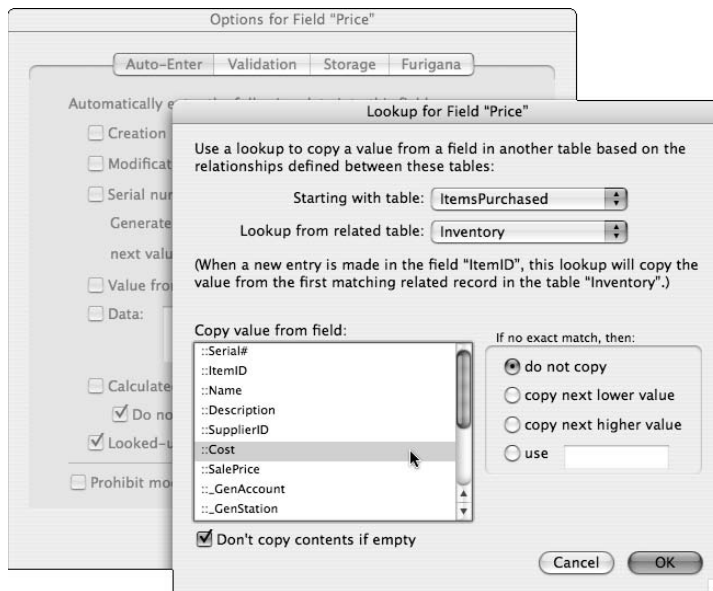 Options for Field "Price"
Auto-Enter Validation Storage Furigana
Automatically
Creation
Modificat
Serial nur
Generate
next valu
Value fro
Data:
Calculate
Do no
Looked-u
Prohibit mo
Lookup for Field "Price"
Use a lookup to copy a value from a field in another table based on the
relationships defined between these tables:
Starting with table: ItemsPurchased
Lookup from related table: Inventory
(When a new entry is made in the field "ItemID", this lookup will copy the
value from the first matching related record in the table "Inventory".)
Copy value from field:
::Serial#
::ItemID
::Name
::Description
::SupplierID
::Cost
::SalePrice
::_GenAccount
::_GenStation
Don't copy contents if empty
If no exact match, then:
do not copy
copy next lower value
copy next higher value
use
Cancel OK